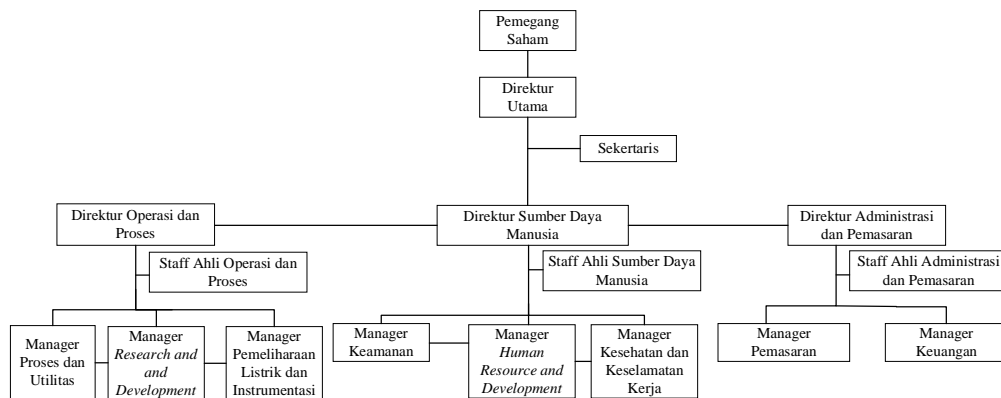 Pemegang
Saham
Direktur
Utama
Sekertaris
Direktur Operasi dan
Proses
Direktur Sumber Daya
Manusia
Direktur Administrasi
dan Pemasaran
Staff Ahli Operasi dan
Proses
Staff Ahli Sumber Daya
Manusia
Staff Ahli Administrasi
dan Pemasaran
Manager
Proses dan
Utilitas
Manager
Research and
and
Development
Manager
Pemeliharaan
Listrik dan
Instrumentasi
Manager
Keamanan
Manager
Human
Resource and
Development
Manager
Kesehatan dan
Keselamatan
Kerja
Manager
Pemasaran
Manager
Keuangan